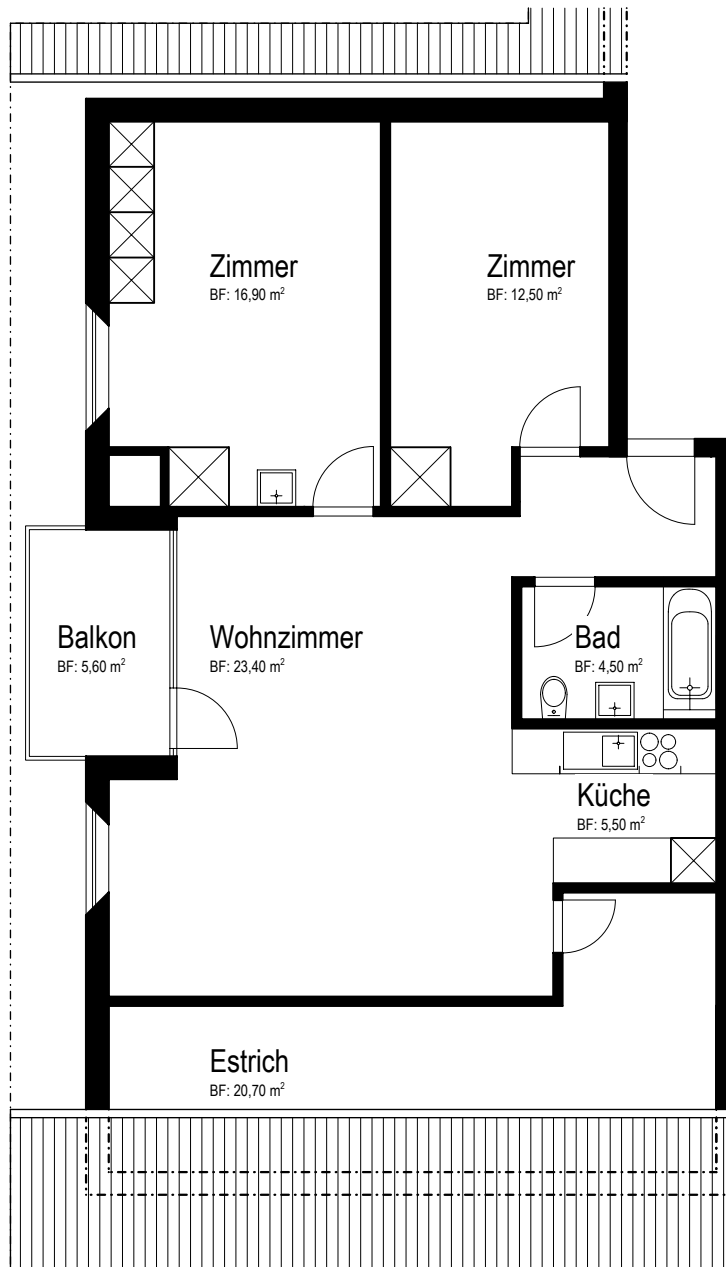 Zimmer
BF: 16,90 m²
Zimmer
BF: 12,50 m²
Balkon
BF: 5,60 m²
Wohnzimmer
BF: 23,40 m²
Bad
BF: 4,50 m²
Küche
BF: 5,50 m²
Estrich
BF: 20,70 m²